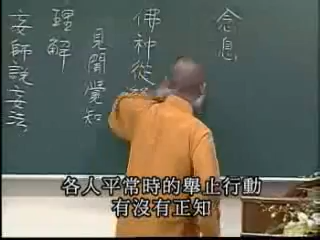 念息
佛神從
見聞覺知
理解
妄師說妄法
各人平常時的舉止行動
有沒有正知